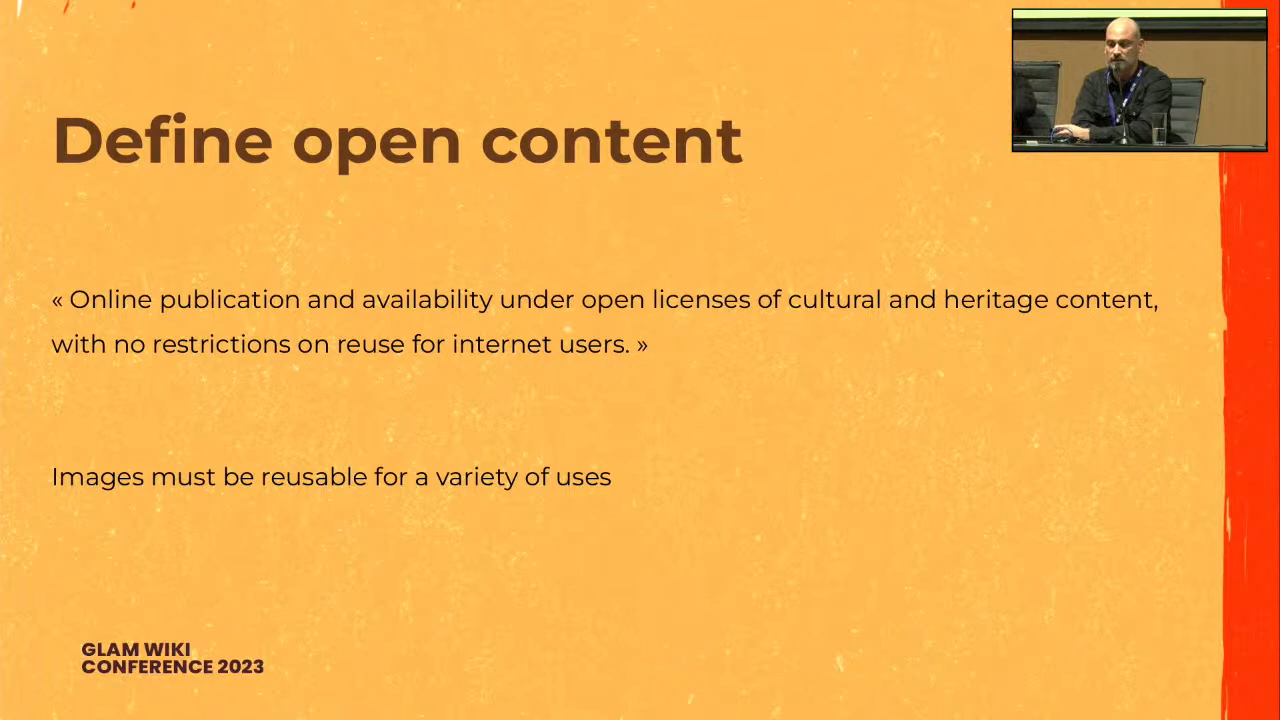 Define open content
« Online publication and availability under open licenses of cultural and heritage content,
with no restrictions on reuse for internet users. »
Images must be reusable for a variety of uses
GLAM WIKI
CONFERENCE 2023